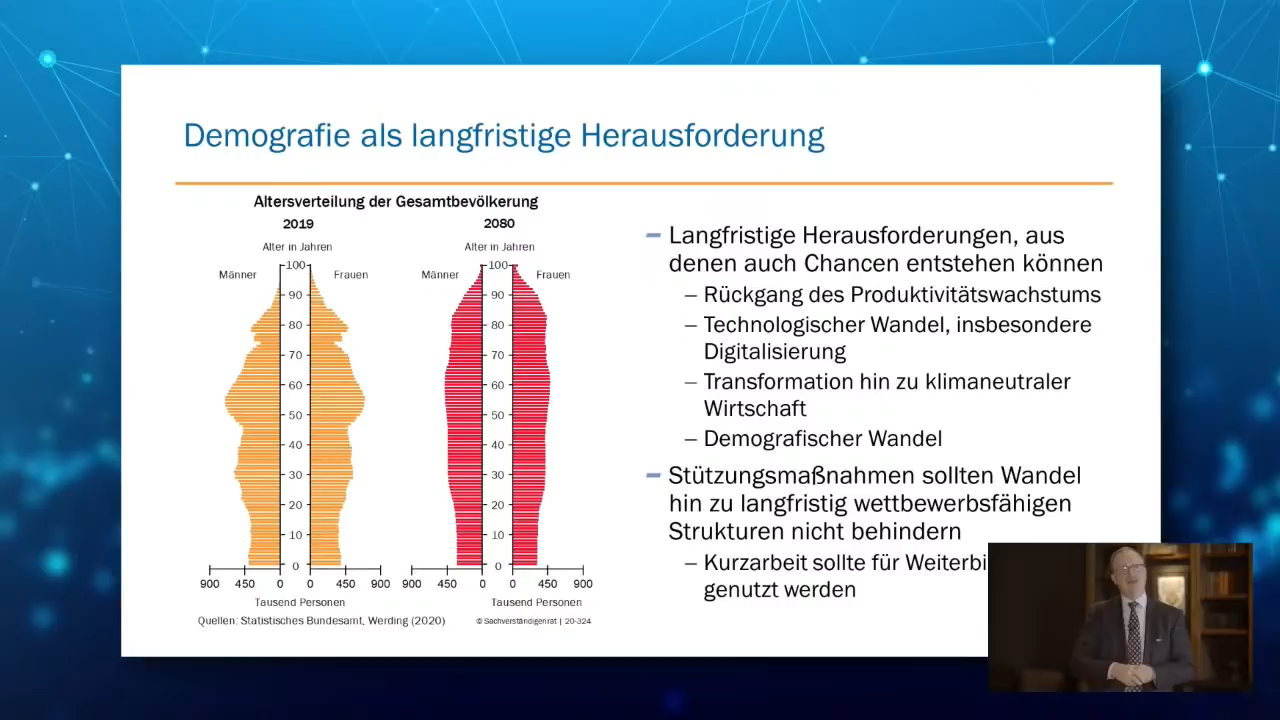 Demografie als langfristige Herausforderung
Altersverteilung der Gesamtbevölkerung
2019
2080
Alter in Jahren
Alter in Jahren
Männer
Frauen
Männer
Frauen
100
90
80
70
60
50
40
30
20
10
0
100
90
80
70
60
50
40
30
20
10
0
900 450 0 0 450 900
900 450 0 0 450 900
Tausend Personen
Tausend Personen
Quellen: Statistisches Bundesamt, Werding (2020)
© Sachverständigenrat | 20-324
– Langfristige Herausforderungen, aus
denen auch Chancen entstehen können
– Rückgang des Produktivitätswachstums
– Technologischer Wandel, insbesondere
Digitalisierung
– Transformation hin zu klimaneutraler
Wirtschaft
– Demografischer Wandel
– Stützungsmaßnahmen sollten Wandel
hin zu langfristig wettbewerbsfähigen
Strukturen nicht behindern
– Kurzarbeit sollte für Weiterbi
genutzt werden